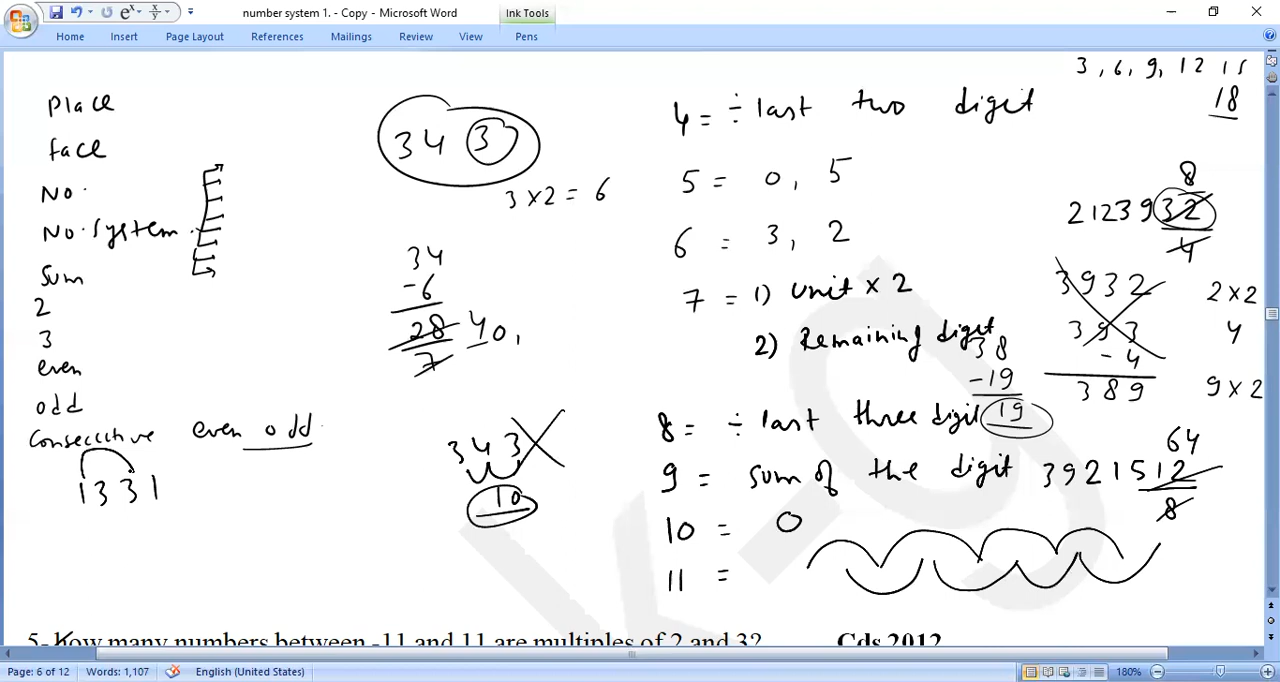 number system 1. - Copy - Microsoft Word
Ink Tools
Home
Insert
Page Layout
References
Mailings
Review
View
Pens
Place
face
No.
No. System
Sum
2
3
even
odd
Consecctive even odd
1331
34 3
3 x 2 = 6
34
-6
28 40,
7
343
10
3, 6, 9, 12 15
18
4 = ÷ last two digit
5 = 0, 5
6 = 3, 2
7 = 1) Unit x 2
2) Remaining digit
38
-19
19
8 = ÷ last three digit
9 = sum of the digit
10 = 0
11 =
8
2123932
4
3932 2x2
393 4
-4
389 9x2
64
3921512
8
5- How many numbers between -11 and 11 are multiples of 2 and 3? Cds 2012
k-9
Page: 6 of 12
Words: 1,107
English (United States)
180%